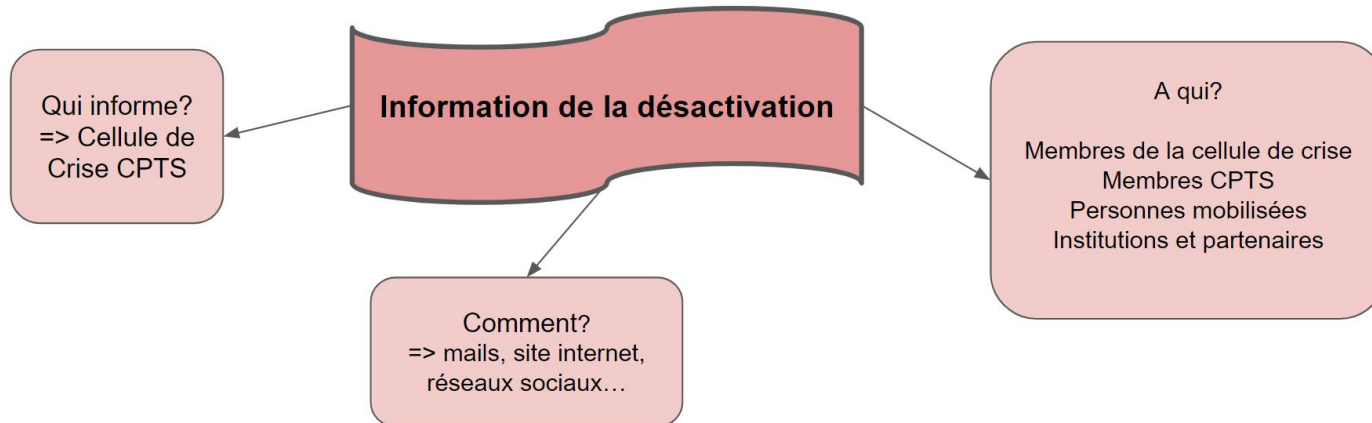 Information de la désactivation
Qui informe?
=> Cellule de
Crise CPTS
Comment?
=> mails, site internet,
réseaux sociaux…
A qui?
Membres de la cellule de crise
Membres CPTS
Personnes mobilisées
Institutions et partenaires